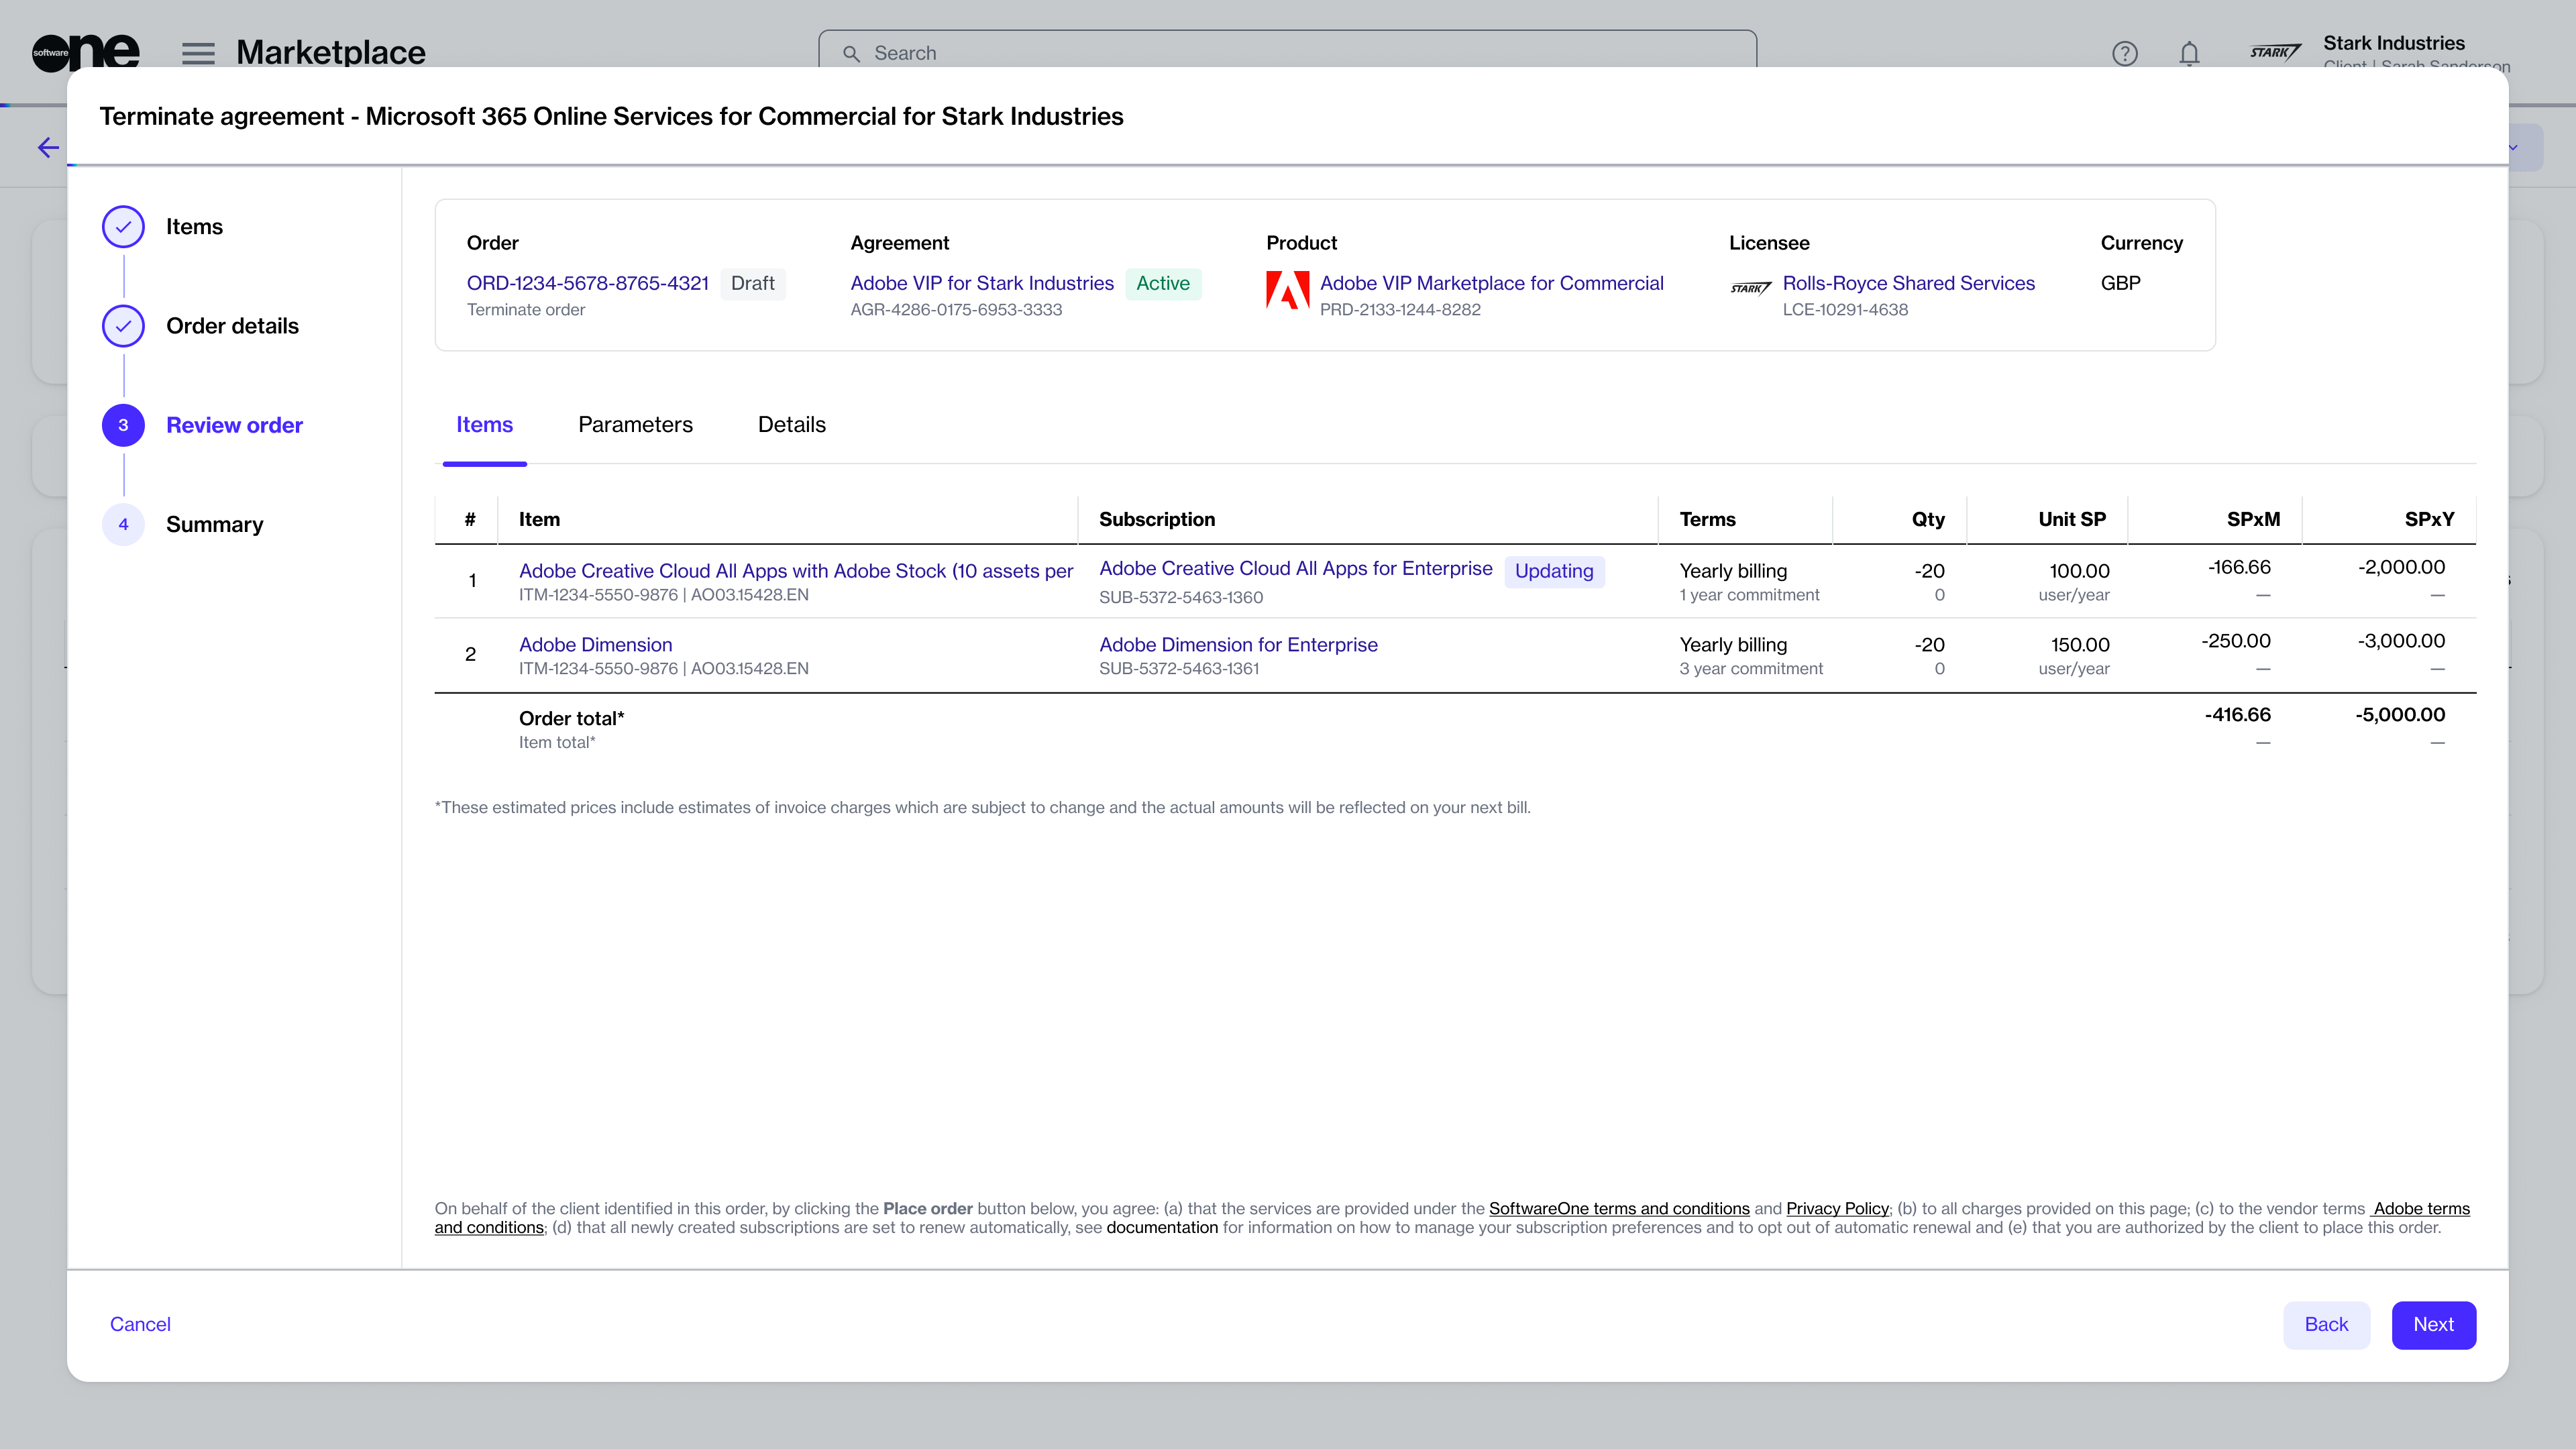 software one
Marketplace
Search
Stark Industries
Client | Sarah Sanderson
STARK
Terminate agreement - Microsoft 365 Online Services for Commercial for Stark Industries
Items
Order details
3 Review order
4 Summary
Order Agreement Product Licensee Currency
ORD-1234-5678-8765-4321 Draft Adobe VIP for Stark Industries Active Adobe VIP Marketplace for Commercial STARK Rolls-Royce Shared Services GBP
Terminate order AGR-4286-0175-6953-3333 PRD-2133-1244-8282 LCE-10291-4638
Items Parameters Details
# Item Subscription Terms Qty Unit SP SPxM SPxY
1 Adobe Creative Cloud All Apps with Adobe Stock (10 assets per Adobe Creative Cloud All Apps for Enterprise Updating Yearly billing -20 100.00 -166.66 -2,000.00
ITM-1234-5550-9876 | AO03.15428.EN SUB-5372-5463-1360 1 year commitment 0 user/year — —
2 Adobe Dimension Adobe Dimension for Enterprise Yearly billing -20 150.00 -250.00 -3,000.00
ITM-1234-5550-9876 | AO03.15428.EN SUB-5372-5463-1361 3 year commitment 0 user/year — —
Order total* -416.66 -5,000.00
Item total* — —
*These estimated prices include estimates of invoice charges which are subject to change and the actual amounts will be reflected on your next bill.
On behalf of the client identified in this order, by clicking the Place order button below, you agree: (a) that the services are provided under the SoftwareOne terms and conditions and Privacy Policy; (b) to all charges provided on this page; (c) to the vendor terms Adobe terms
and conditions; (d) that all newly created subscriptions are set to renew automatically, see documentation for information on how to manage your subscription preferences and to opt out of automatic renewal and (e) that you are authorized by the client to place this order.
Cancel Back Next